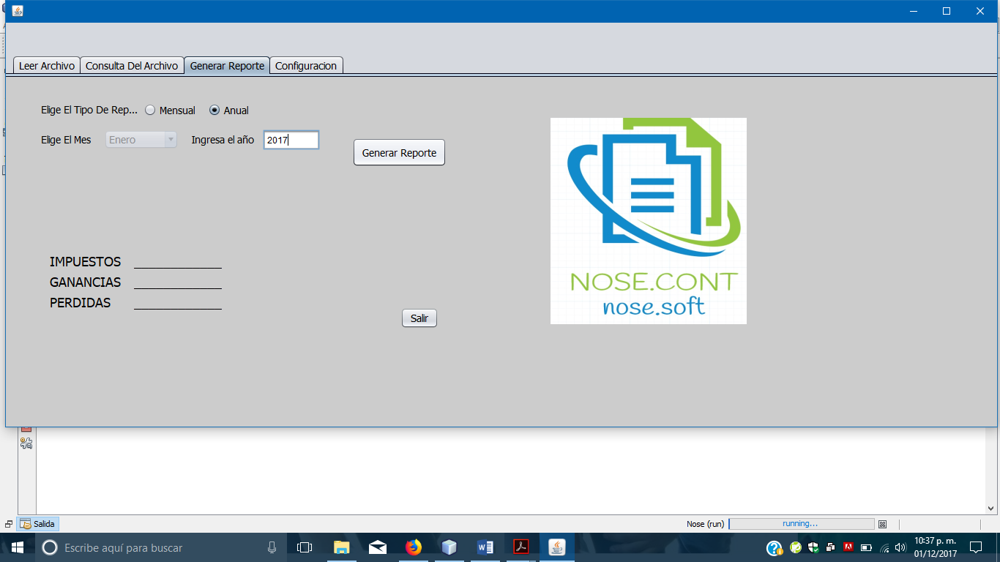 Leer Archivo Consulta Del Archivo Generar Reporte Configuracion
Elige El Tipo De Rep... Mensual Anual
Elige El Mes Enero Ingresa el año 2017
Generar Reporte
IMPUESTOS
GANANCIAS
PERDIDAS
Salir
NOSE.CONT
nose.soft
Salida Nose (run) running...
Escribe aquí para buscar
10:37 p. m.
01/12/2017